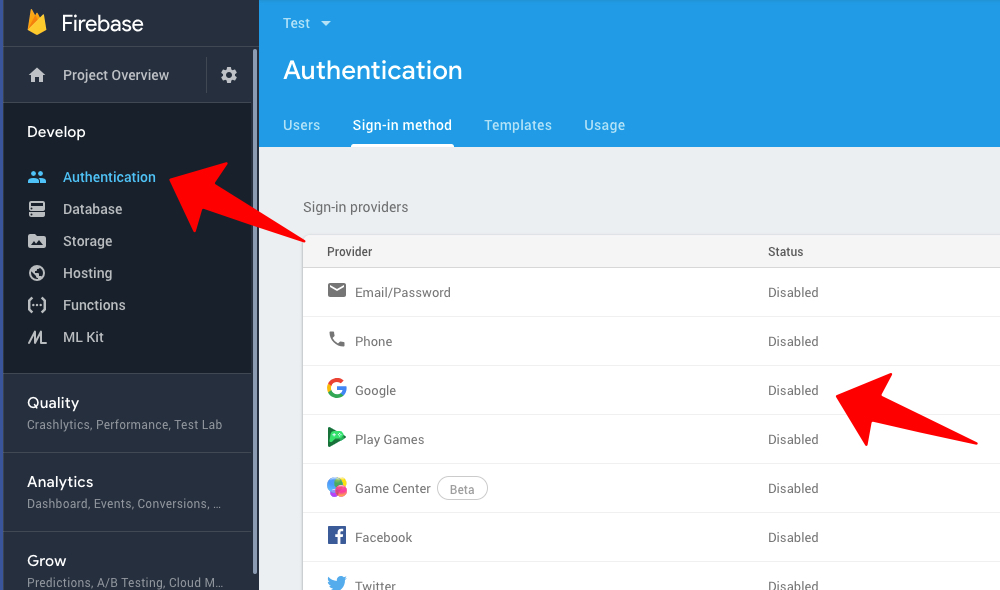 Firebase
Project Overview
Develop
Authentication
Database
Storage
Hosting
Functions
ML Kit
Quality
Crashlytics, Performance, Test Lab
Analytics
Dashboard, Events, Conversions, ...
Grow
Predictions, A/B Testing, Cloud M...
Test
Authentication
Users Sign-in method Templates Usage
Sign-in providers
Provider Status
Email/Password Disabled
Phone Disabled
Google Disabled
Play Games Disabled
Game Center Beta Disabled
Facebook Disabled
Twitter Disabled